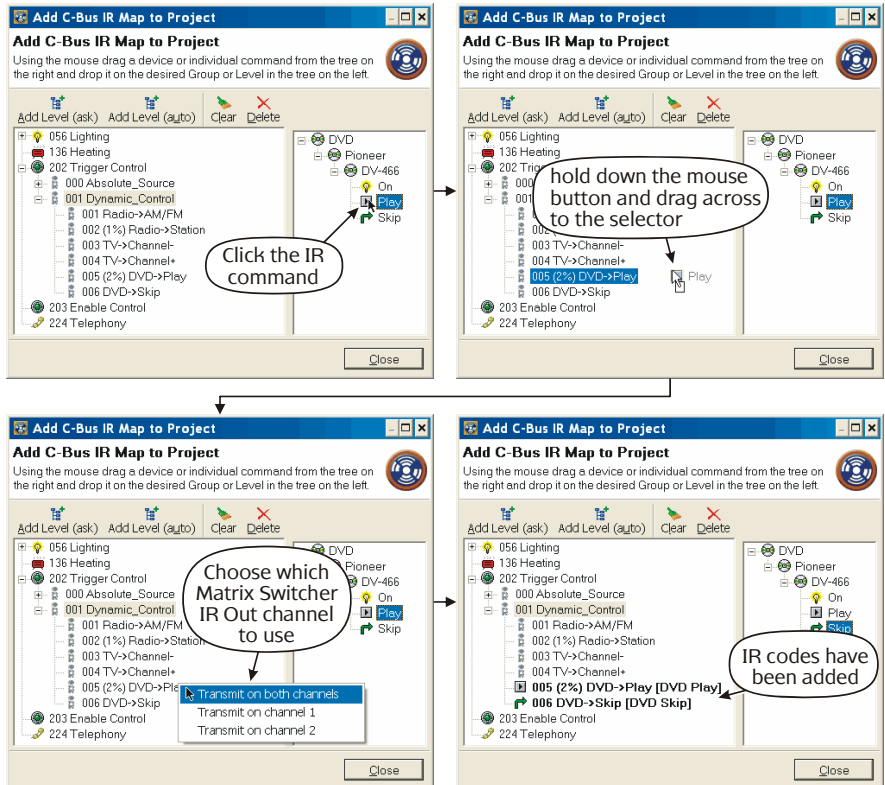 Add C-Bus IR Map to Project
Add C-Bus IR Map to Project
Using the mouse drag a device or individual command from the tree on
the right and drop it on the desired Group or Level in the tree on the left.
Add Level (ask) Add Level (auto) Clear Delete
056 Lighting
136 Heating
202 Trigger Control
000 Absolute_Source
001 Dynamic_Control
001 Radio->AM/FM
002 (1%) Radio->Station
003 TV->Channel-
004 TV->Channel+
005 (2%) DVD->Play
006 DVD->Skip
203 Enable Control
224 Telephony
DVD
Pioneer
DV-466
On
Play
Skip
Click the IR
command
Close
Add C-Bus IR Map to Project
Add C-Bus IR Map to Project
Using the mouse drag a device or individual command from the tree on
the right and drop it on the desired Group or Level in the tree on the left.
Add Level (ask) Add Level (auto) Clear Delete
056 Lighting
136 Heating
202 Trig
000
001
001
002
003 TV->Channel-
004 TV->Channel+
005 (2%) DVD->Play
006 DVD->Skip
203 Enable Control
224 Telephony
hold down the mouse
button and drag across
to the selector
Play
DVD
Pioneer
DV-466
On
Play
Skip
Close
Add C-Bus IR Map to Project
Add C-Bus IR Map to Project
Using the mouse drag a device or individual command from the tree on
the right and drop it on the desired Group or Level in the tree on the left.
Add Level (ask) Add Level (auto) Clear Delete
056 Lighting
136 Heating
202 Trigger Control
000 Absolute_Source
001 Dynamic_Control
001 Radio->AM/FM
002 (1%) Radio->Station
003 TV->Channel-
004 TV->Channel+
005 (2%) DVD->Pla
006 DVD->Skip
203 Enable Control
224 Telephony
Choose which
Matrix Switcher
IR Out channel
to use
Transmit on both channels
Transmit on channel 1
Transmit on channel 2
DVD
Pioneer
DV-466
On
Play
Skip
Close
Add C-Bus IR Map to Project
Add C-Bus IR Map to Project
Using the mouse drag a device or individual command from the tree on
the right and drop it on the desired Group or Level in the tree on the left.
Add Level (ask) Add Level (auto) Clear Delete
056 Lighting
136 Heating
202 Trigger Control
000 Absolute_Source
001 Dynamic_Control
001 Radio->AM/FM
002 (1%) Radio->Station
003 TV->Channel-
004 TV->Channel+
005 (2%) DVD->Play [DVD Play]
006 DVD->Skip [DVD Skip]
203 Enable Control
224 Telephony
DVD
Pioneer
DV-466
On
Play
Skip
IR codes have
been added
Close